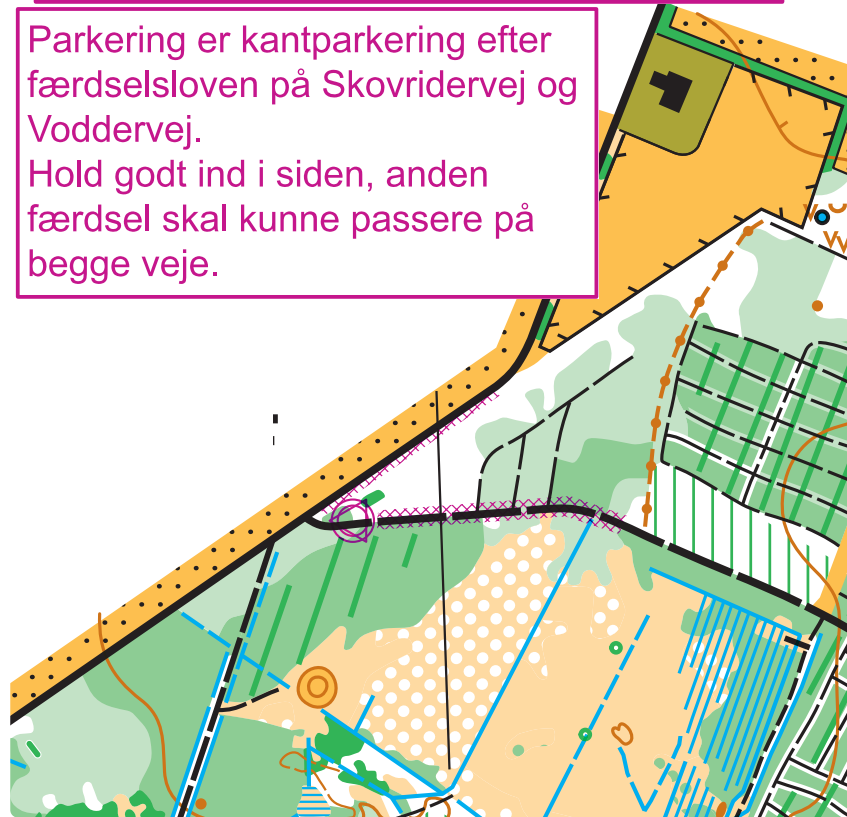 Parkering er kantparkering efter
færdselsloven på Skovridervej og
Voddervej.
Hold godt ind i siden, anden
færdsel skal kunne passere på
begge veje.